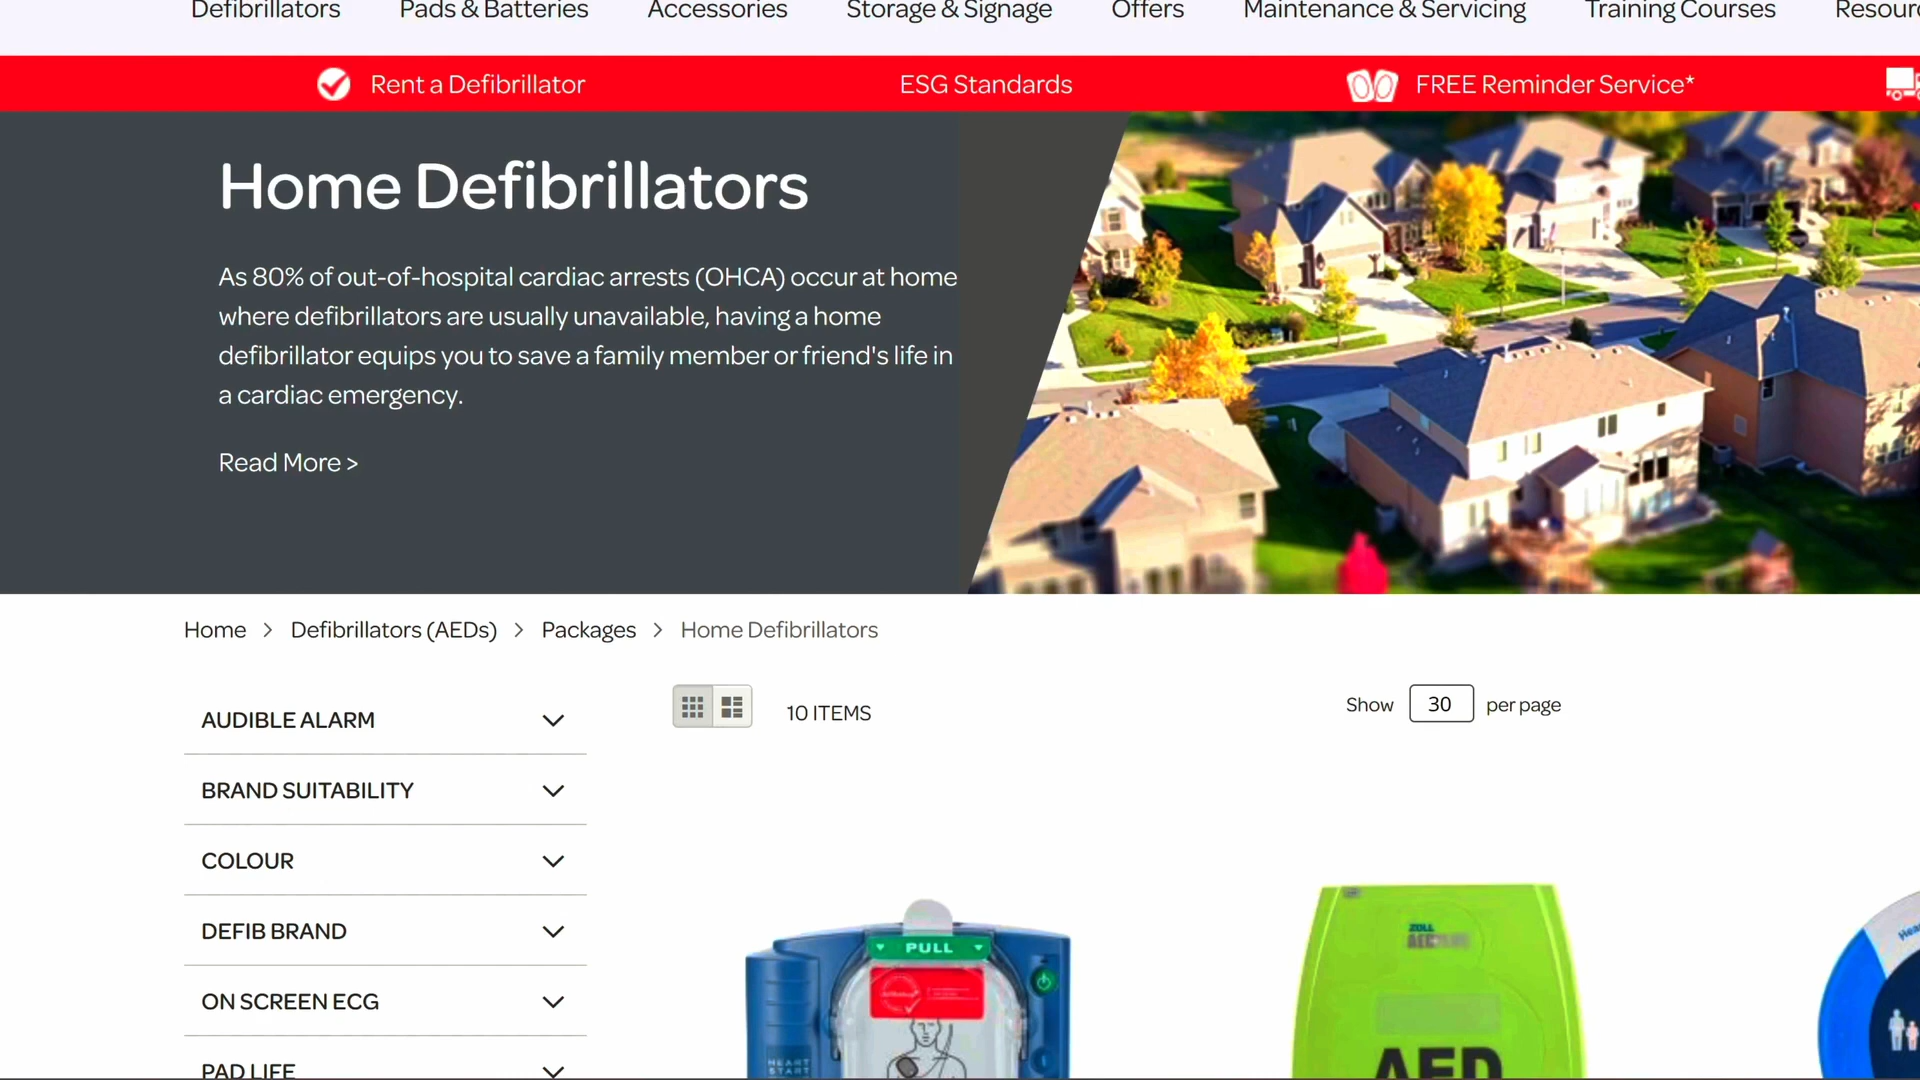 Defibrillators Pads & Batteries Accessories Storage & Signage Offers Maintenance & Servicing Training Courses
Rent a Defibrillator ESG Standards FREE Reminder Service*
Home Defibrillators
As 80% of out-of-hospital cardiac arrests (OHCA) occur at home
where defibrillators are usually unavailable, having a home
defibrillator equips you to save a family member or friend's life in
a cardiac emergency.
Read More >
Home > Defibrillators (AEDs) > Packages > Home Defibrillators
10 ITEMS
Show 30 per page
AUDIBLE ALARM
BRAND SUITABILITY
COLOUR
DEFIB BRAND
ON SCREEN ECG
PAD LIFE
PULL
HEART
START
ZOLL
AED